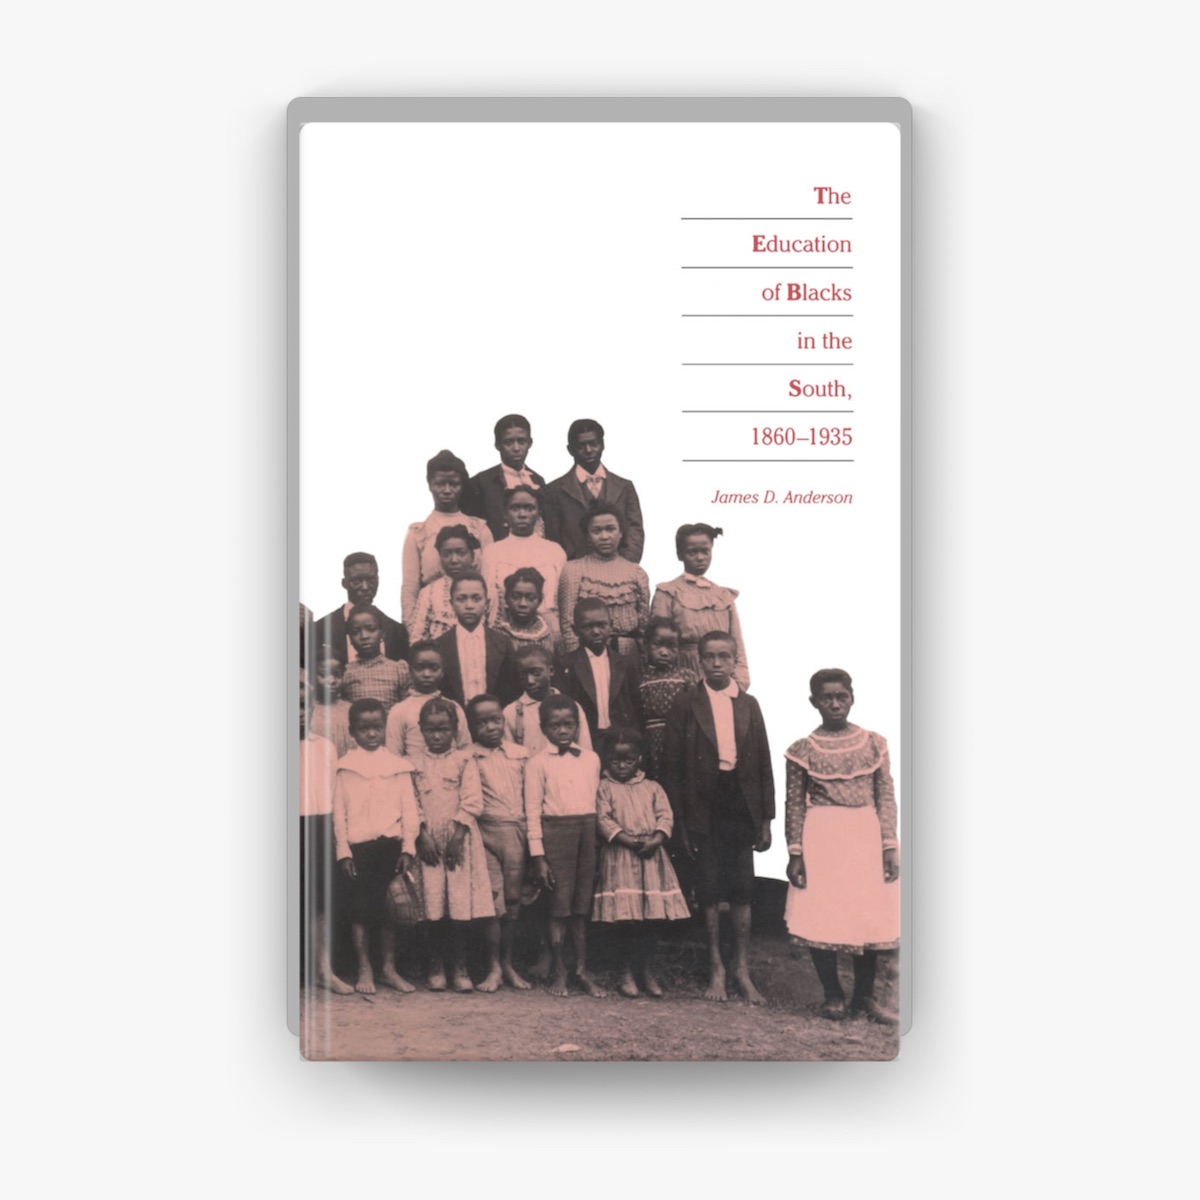 The
Education
of Blacks
in the
South,
1860–1935
James D. Anderson